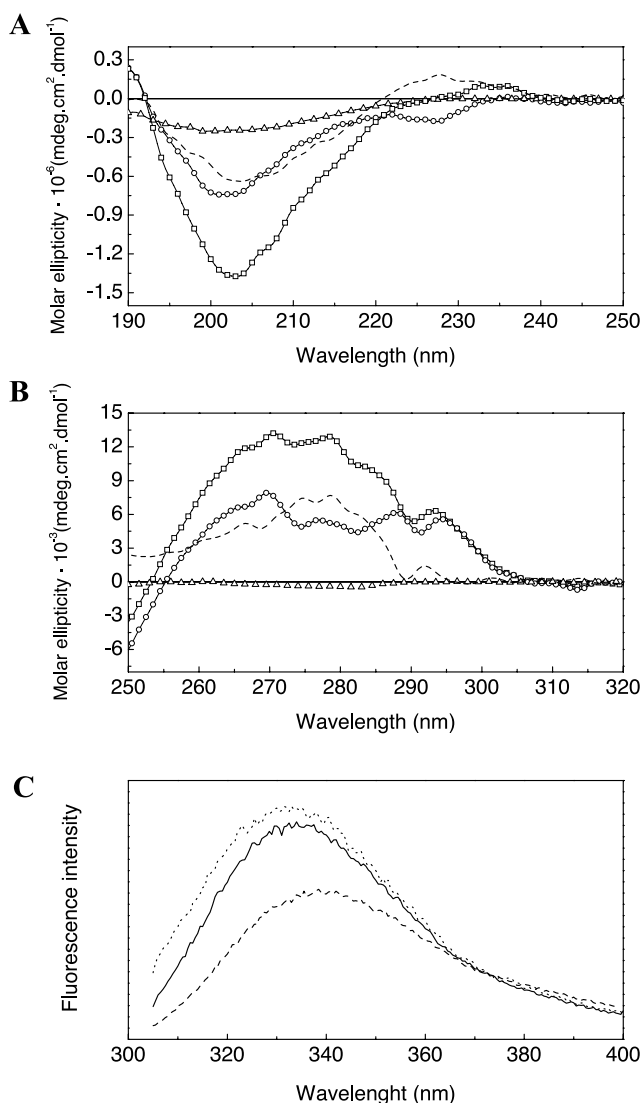 A
Molar ellipticity · 10⁻⁶ (mdeg.cm².dmol⁻¹)
0.3
0.0
-0.3
-0.6
-0.9
-1.2
-1.5
190 200 210 220 230 240 250
Wavelength (nm)
B
Molar ellipticity · 10⁻³ (mdeg.cm².dmol⁻¹)
15
12
9
6
3
0
-3
-6
250 260 270 280 290 300 310 320
Wavelength (nm)
C
Fluorescence intensity
300 320 340 360 380 400
Wavelenght (nm)